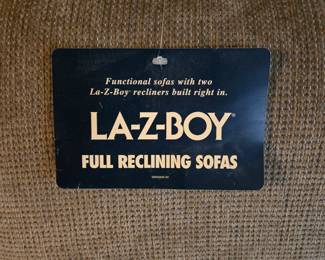 Functional sofas with two
La-Z-Boy® recliners built right in.
LA-Z-BOY®
FULL RECLINING SOFAS